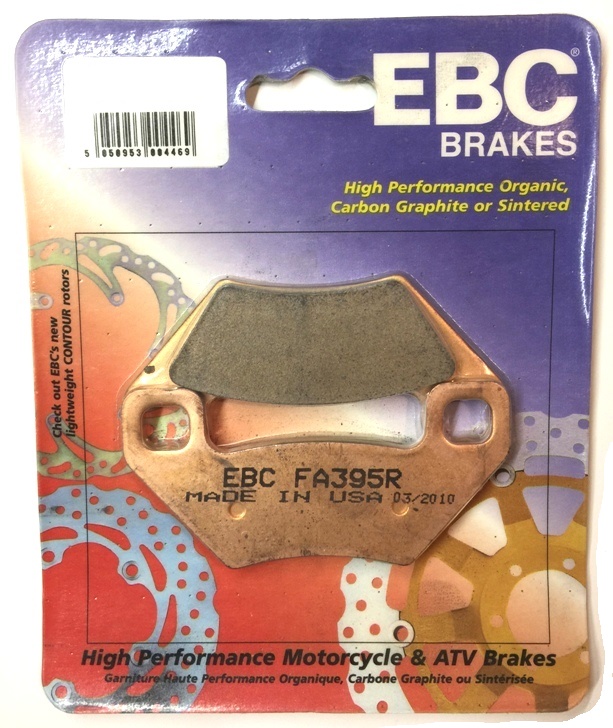 EBC®
BRAKES
5 050953 004469
High Performance Organic,
Carbon Graphite or Sintered
Check out EBC's new
lightweight CONTOUR rotors
EBC FA395R
MADE IN USA 03/2010
High Performance Motorcycle & ATV Brakes
Garniture Haute Performance Organique, Carbone Graphite ou Sintérisée